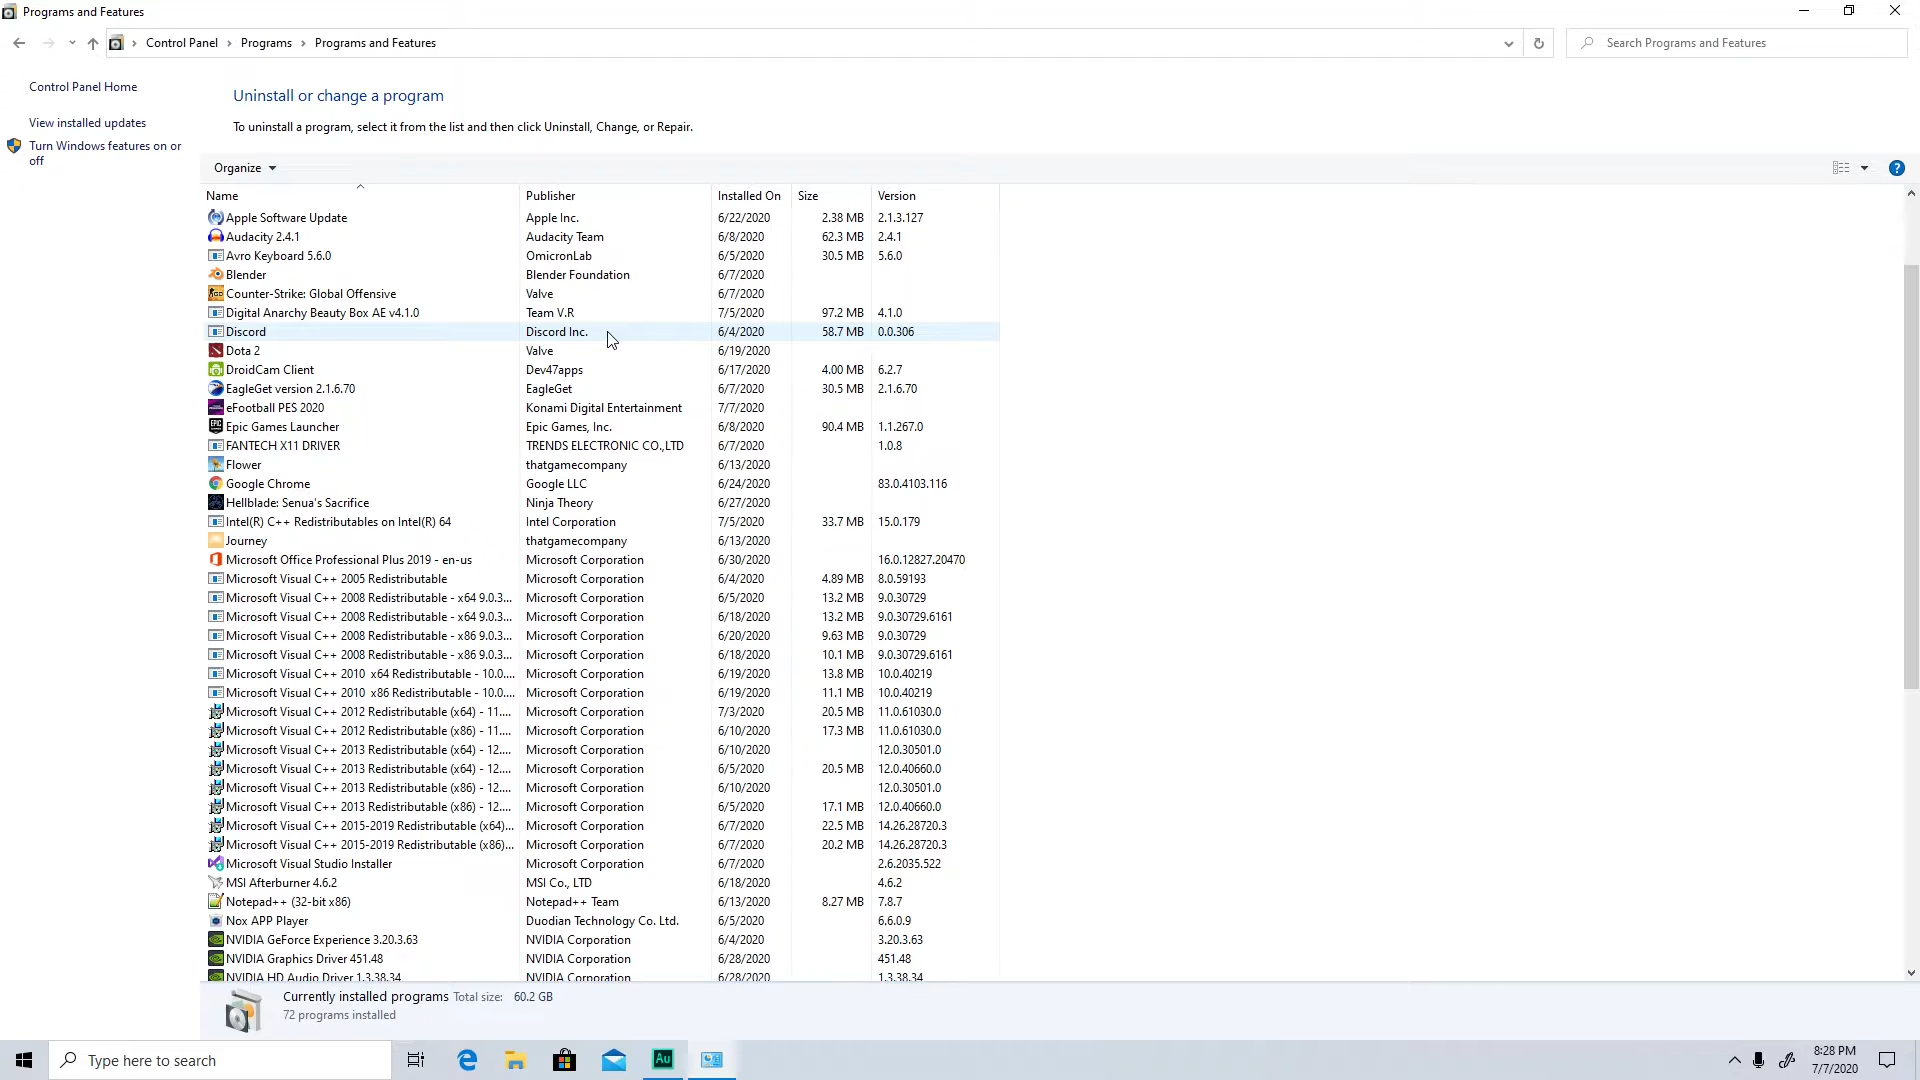 Programs and Features
Control Panel > Programs > Programs and Features
Search Programs and Features
Control Panel Home
View installed updates
Turn Windows features on or
off
Uninstall or change a program
To uninstall a program, select it from the list and then click Uninstall, Change, or Repair.
Organize
Name Publisher Installed On Size Version
Apple Software Update Apple Inc. 6/22/2020 2.38 MB 2.1.3.127
Audacity 2.4.1 Audacity Team 6/8/2020 62.3 MB 2.4.1
Avro Keyboard 5.6.0 OmicronLab 6/5/2020 30.5 MB 5.6.0
Blender Blender Foundation 6/7/2020
Counter-Strike: Global Offensive Valve 6/7/2020
Digital Anarchy Beauty Box AE v4.1.0 Team V.R 7/5/2020 97.2 MB 4.1.0
Discord Discord Inc. 6/4/2020 58.7 MB 0.0.306
Dota 2 Valve 6/19/2020
DroidCam Client Dev47apps 6/17/2020 4.00 MB 6.2.7
EagleGet version 2.1.6.70 EagleGet 6/7/2020 30.5 MB 2.1.6.70
eFootball PES 2020 Konami Digital Entertainment 7/7/2020
Epic Games Launcher Epic Games, Inc. 6/8/2020 90.4 MB 1.1.267.0
FANTECH X11 DRIVER TRENDS ELECTRONIC CO.,LTD 6/7/2020 1.0.8
Flower thatgamecompany 6/13/2020
Google Chrome Google LLC 6/24/2020 83.0.4103.116
Hellblade: Senua's Sacrifice Ninja Theory 6/27/2020
Intel(R) C++ Redistributables on Intel(R) 64 Intel Corporation 7/5/2020 33.7 MB 15.0.179
Journey thatgamecompany 6/13/2020
Microsoft Office Professional Plus 2019 - en-us Microsoft Corporation 6/30/2020 16.0.12827.20470
Microsoft Visual C++ 2005 Redistributable Microsoft Corporation 6/4/2020 4.89 MB 8.0.59193
Microsoft Visual C++ 2008 Redistributable - x64 9.0.3... Microsoft Corporation 6/5/2020 13.2 MB 9.0.30729
Microsoft Visual C++ 2008 Redistributable - x64 9.0.3... Microsoft Corporation 6/18/2020 13.2 MB 9.0.30729.6161
Microsoft Visual C++ 2008 Redistributable - x86 9.0.3... Microsoft Corporation 6/20/2020 9.63 MB 9.0.30729
Microsoft Visual C++ 2008 Redistributable - x86 9.0.3... Microsoft Corporation 6/18/2020 10.1 MB 9.0.30729.6161
Microsoft Visual C++ 2010 x64 Redistributable - 10.0.... Microsoft Corporation 6/19/2020 13.8 MB 10.0.40219
Microsoft Visual C++ 2010 x86 Redistributable - 10.0.... Microsoft Corporation 6/19/2020 11.1 MB 10.0.40219
Microsoft Visual C++ 2012 Redistributable (x64) - 11.... Microsoft Corporation 7/3/2020 20.5 MB 11.0.61030.0
Microsoft Visual C++ 2012 Redistributable (x86) - 11.... Microsoft Corporation 6/10/2020 17.3 MB 11.0.61030.0
Microsoft Visual C++ 2013 Redistributable (x64) - 12.... Microsoft Corporation 6/10/2020 12.0.30501.0
Microsoft Visual C++ 2013 Redistributable (x64) - 12.... Microsoft Corporation 6/5/2020 20.5 MB 12.0.40660.0
Microsoft Visual C++ 2013 Redistributable (x86) - 12.... Microsoft Corporation 6/10/2020 12.0.30501.0
Microsoft Visual C++ 2013 Redistributable (x86) - 12.... Microsoft Corporation 6/5/2020 17.1 MB 12.0.40660.0
Microsoft Visual C++ 2015-2019 Redistributable (x64)... Microsoft Corporation 6/7/2020 22.5 MB 14.26.28720.3
Microsoft Visual C++ 2015-2019 Redistributable (x86)... Microsoft Corporation 6/7/2020 20.2 MB 14.26.28720.3
Microsoft Visual Studio Installer Microsoft Corporation 6/7/2020 2.6.2035.522
MSI Afterburner 4.6.2 MSI Co., LTD 6/18/2020 4.6.2
Notepad++ (32-bit x86) Notepad++ Team 6/13/2020 8.27 MB 7.8.7
Nox APP Player Duodian Technology Co. Ltd. 6/5/2020 6.6.0.9
NVIDIA GeForce Experience 3.20.3.63 NVIDIA Corporation 6/4/2020 3.20.3.63
NVIDIA Graphics Driver 451.48 NVIDIA Corporation 6/28/2020 451.48
NVIDIA HD Audio Driver 1.3.38.34 NVIDIA Corporation 6/28/2020 1.3.38.34
Currently installed programs Total size: 60.2 GB
72 programs installed
Type here to search
Au
8:28 PM
7/7/2020